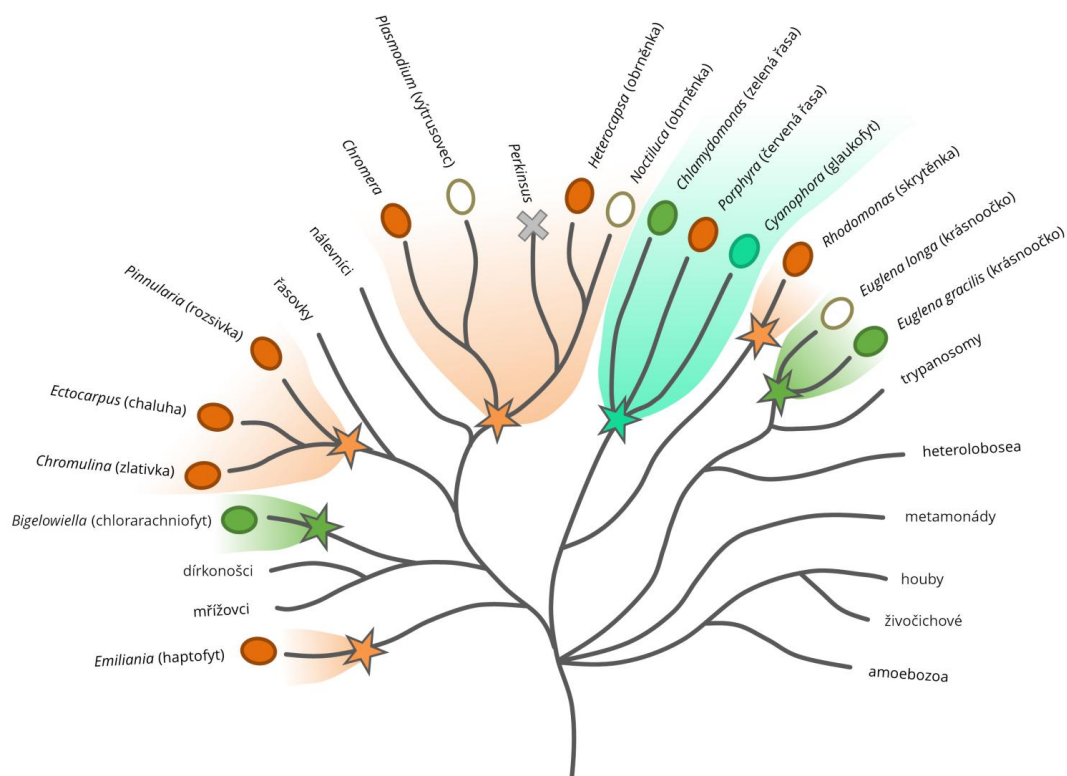 Plasmodium (výtrusovec)
Heterocapsa (obrněnka)
Noctiluca (obrněnka)
Chlamydomonas (zelená řasa)
Porphyra (červená řasa)
Cyanophora (glaukofyt)
Chromera
Perkinsus
Rhodomonas (skrytěnka)
Euglena longa (krásnoočko)
Euglena gracilis (krásnoočko)
nálevníci
řasovky
Pinnularia (rozsivka)
trypanosomy
Ectocarpus (chaluha)
heterolobosea
Chromulina (zlativka)
Bigelowiella (chlorarachniofyt)
metamonády
dírkonošci
houby
mřížovci
živočichové
Emiliania (haptofyt)
amoebozoa